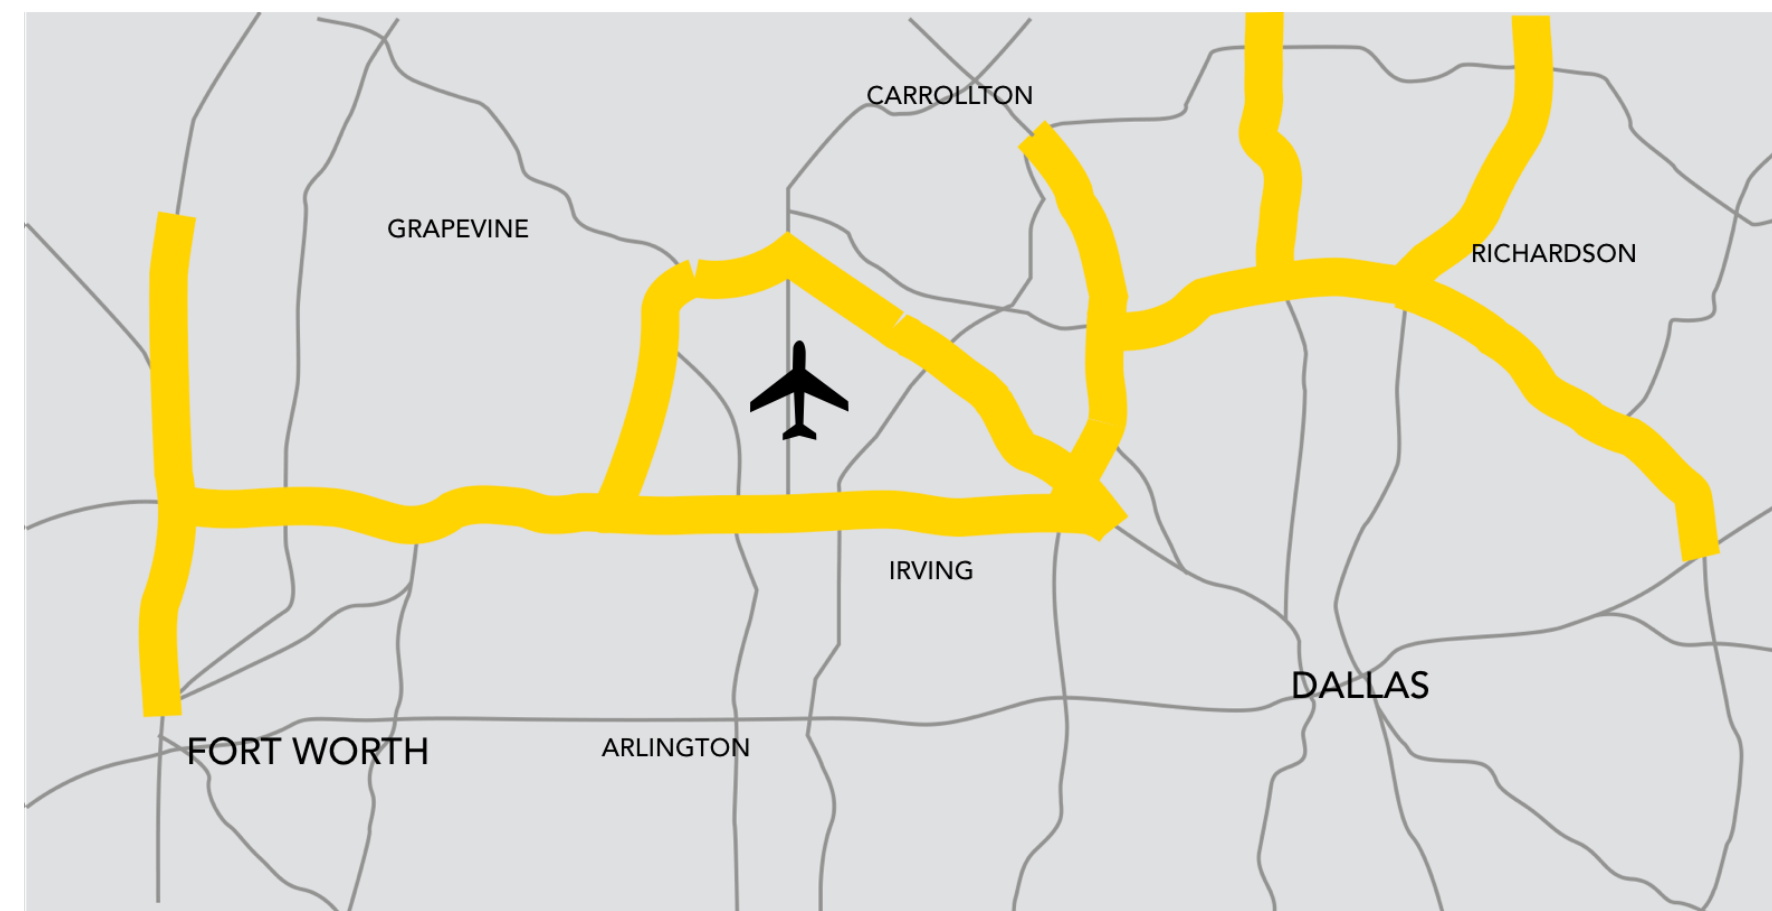 CARROLLTON
GRAPEVINE
RICHARDSON
IRVING
DALLAS
FORT WORTH
ARLINGTON